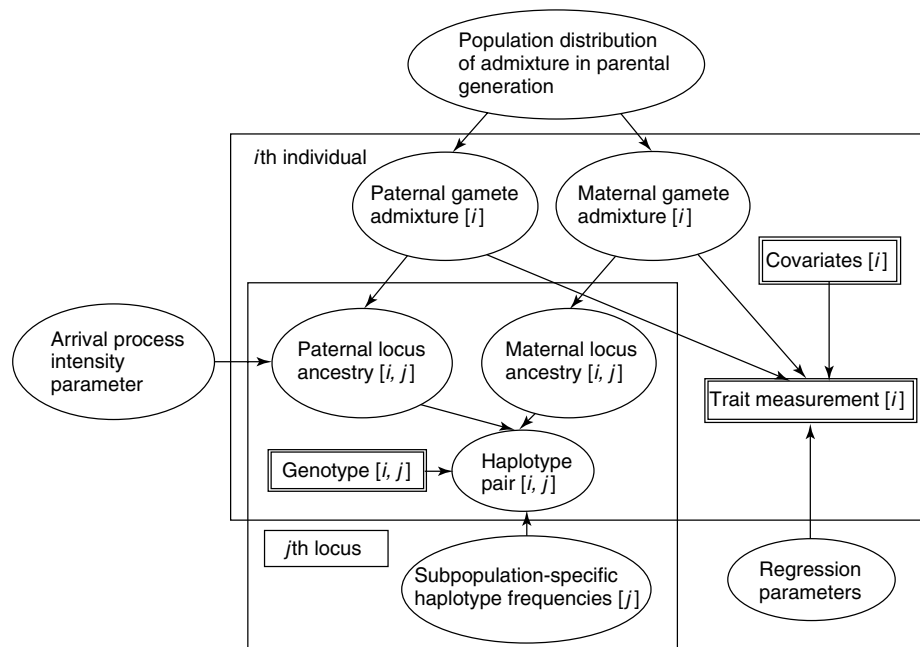 Population distribution
of admixture in parental
generation
ith individual
Paternal gamete
admixture [i]
Maternal gamete
admixture [i]
Covariates [i]
Arrival process
intensity
parameter
Paternal locus
ancestry [i, j]
Maternal locus
ancestry [i, j]
Trait measurement [i]
Genotype [i, j]
Haplotype
pair [i, j]
jth locus
Subpopulation-specific
haplotype frequencies [j]
Regression
parameters